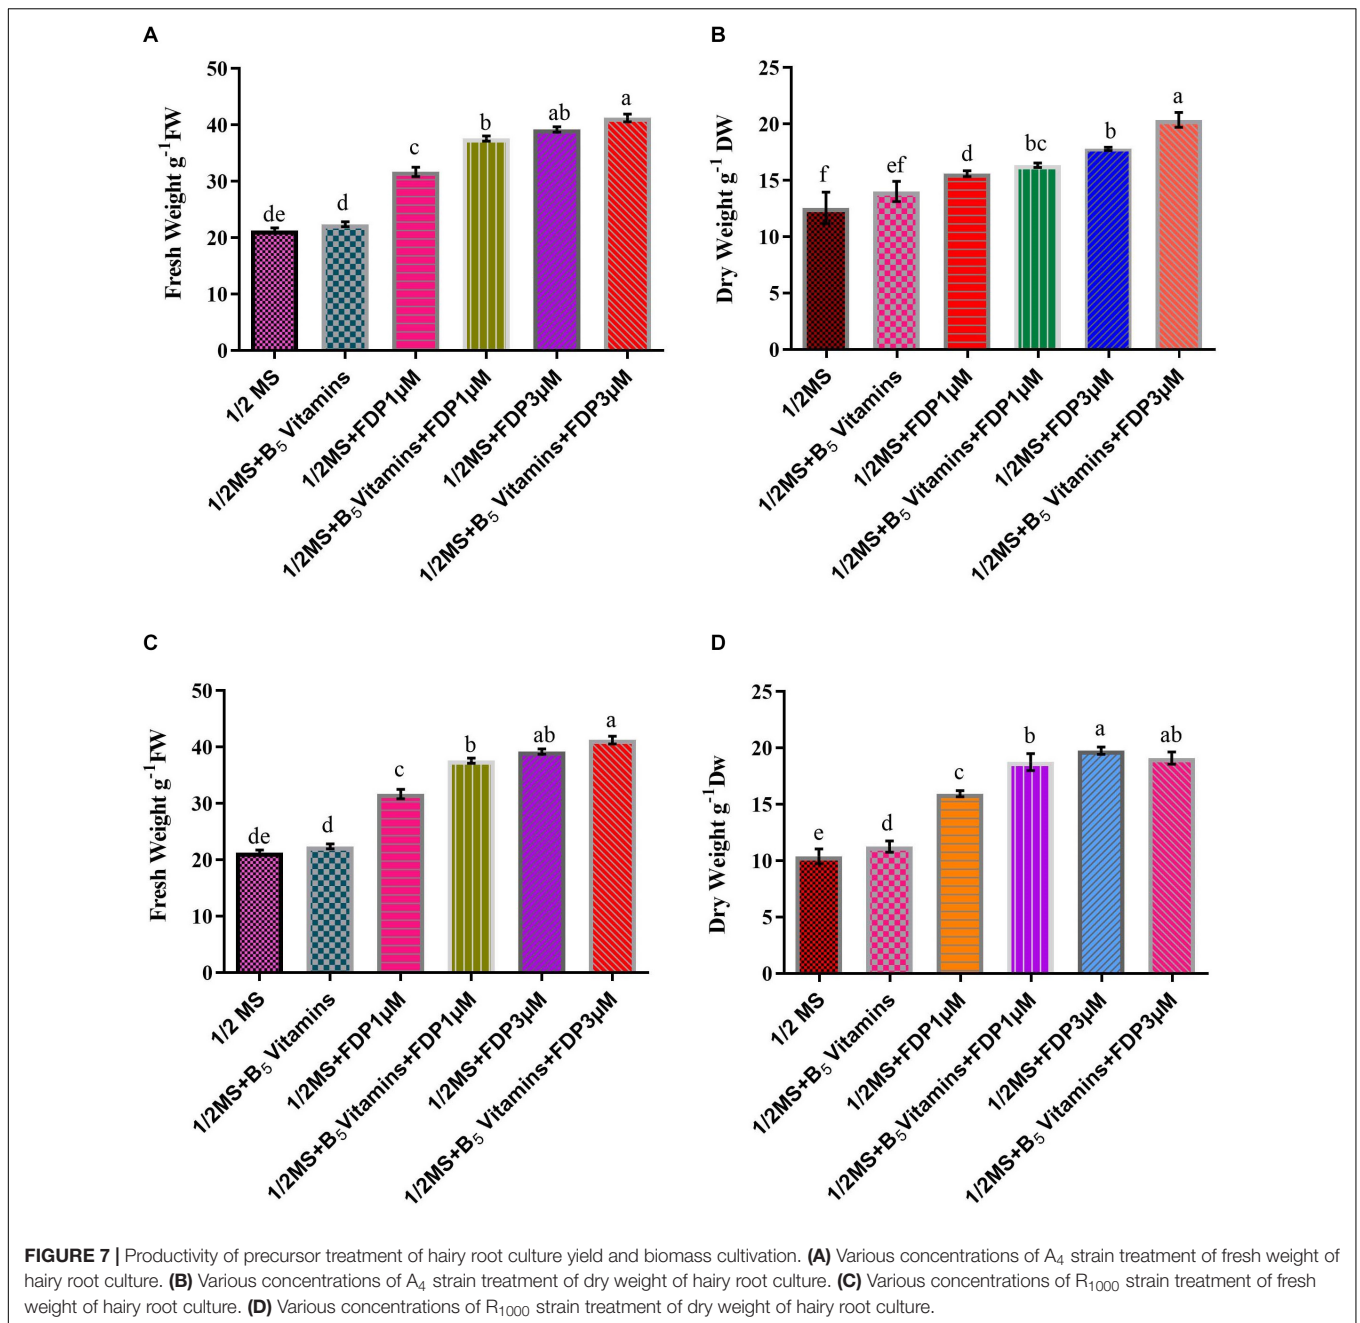 A
Fresh Weight g⁻¹FW
50
40
30
20
10
0
de
d
c
b
ab
a
1/2 MS
1/2MS+B₅ Vitamins
1/2MS+FDP1µM
1/2MS+B₅Vitamins+FDP1µM
1/2MS+FDP3µM
1/2MS+B₅ Vitamins+FDP3µM
B
Dry Weight g⁻¹ DW
25
20
15
10
5
0
f
ef
d
bc
b
a
1/2MS
1/2MS+B₅ Vitamins
1/2MS+FDP1µM
1/2MS+B₅ Vitamins+FDP1µM
1/2MS+FDP3µM
1/2MS+B₅ Vitamins+FDP3µM
C
Fresh Weight g⁻¹FW
50
40
30
20
10
0
de
d
c
b
ab
a
1/2 MS
1/2MS+B₅ Vitamins
1/2MS+FDP1µM
1/2MS+B₅Vitamins+FDP1µM
1/2MS+FDP3µM
1/2MS+B₅ Vitamins+FDP3µM
D
Dry Weight g⁻¹Dw
25
20
15
10
5
0
e
d
c
b
a
ab
1/2 MS
1/2MS+B₅ Vitamins
1/2MS+FDP1µM
1/2MS+B₅Vitamins+FDP1µM
1/2MS+FDP3µM
1/2MS+B₅ Vitamins+FDP3µM
FIGURE 7 | Productivity of precursor treatment of hairy root culture yield and biomass cultivation. (A) Various concentrations of A₄ strain treatment of fresh weight of
hairy root culture. (B) Various concentrations of A₄ strain treatment of dry weight of hairy root culture. (C) Various concentrations of R₁₀₀₀ strain treatment of fresh
weight of hairy root culture. (D) Various concentrations of R₁₀₀₀ strain treatment of dry weight of hairy root culture.